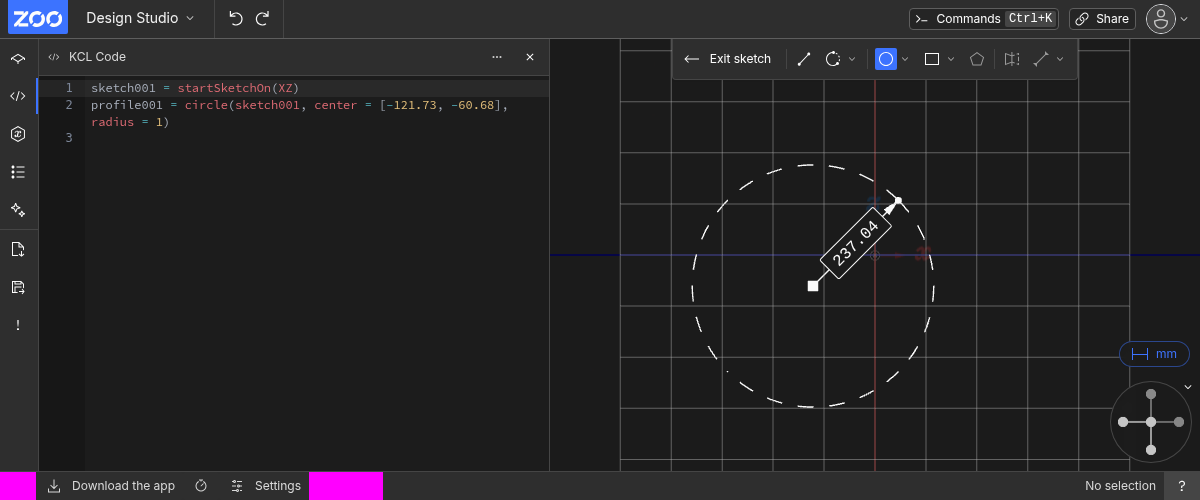 ZOO
Design Studio
Commands Ctrl+K
Share
KCL Code
Exit sketch
1 sketch001 = startSketchOn(XZ)
2 profile001 = circle(sketch001, center = [-121.73, -60.68],
radius = 1)
3
237.04
mm
Download the app
Settings
No selection
?